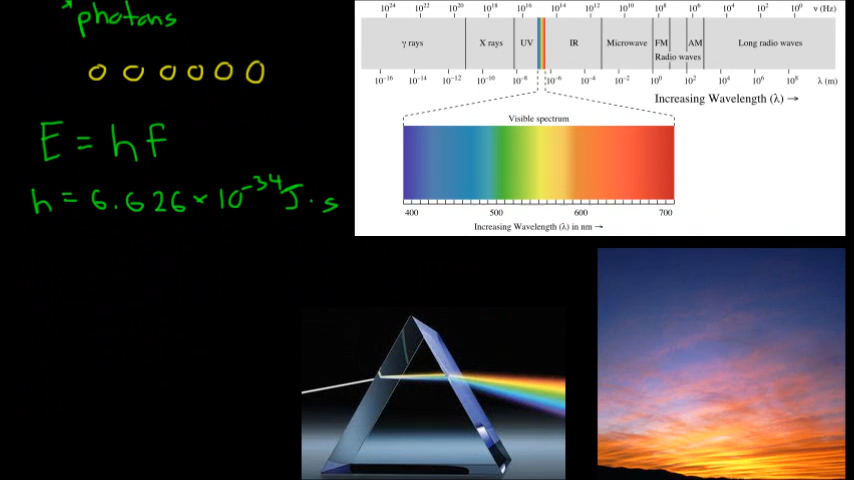 photons
E = hf
h = 6.626 × 10⁻³⁴ J · s
10²⁴ 10²² 10²⁰ 10¹⁸ 10¹⁶ 10¹⁴ 10¹² 10¹⁰ 10⁸ 10⁶ 10⁴ 10² 10⁰ ν (Hz)
γ rays X rays UV IR Microwave FM AM Long radio waves
Radio waves
10⁻¹⁶ 10⁻¹⁴ 10⁻¹² 10⁻¹⁰ 10⁻⁸ 10⁻⁶ 10⁻⁴ 10⁻² 10⁰ 10² 10⁴ 10⁶ 10⁸ λ (m)
Increasing Wavelength (λ) →
Visible spectrum
400 500 600 700
Increasing Wavelength (λ) in nm →